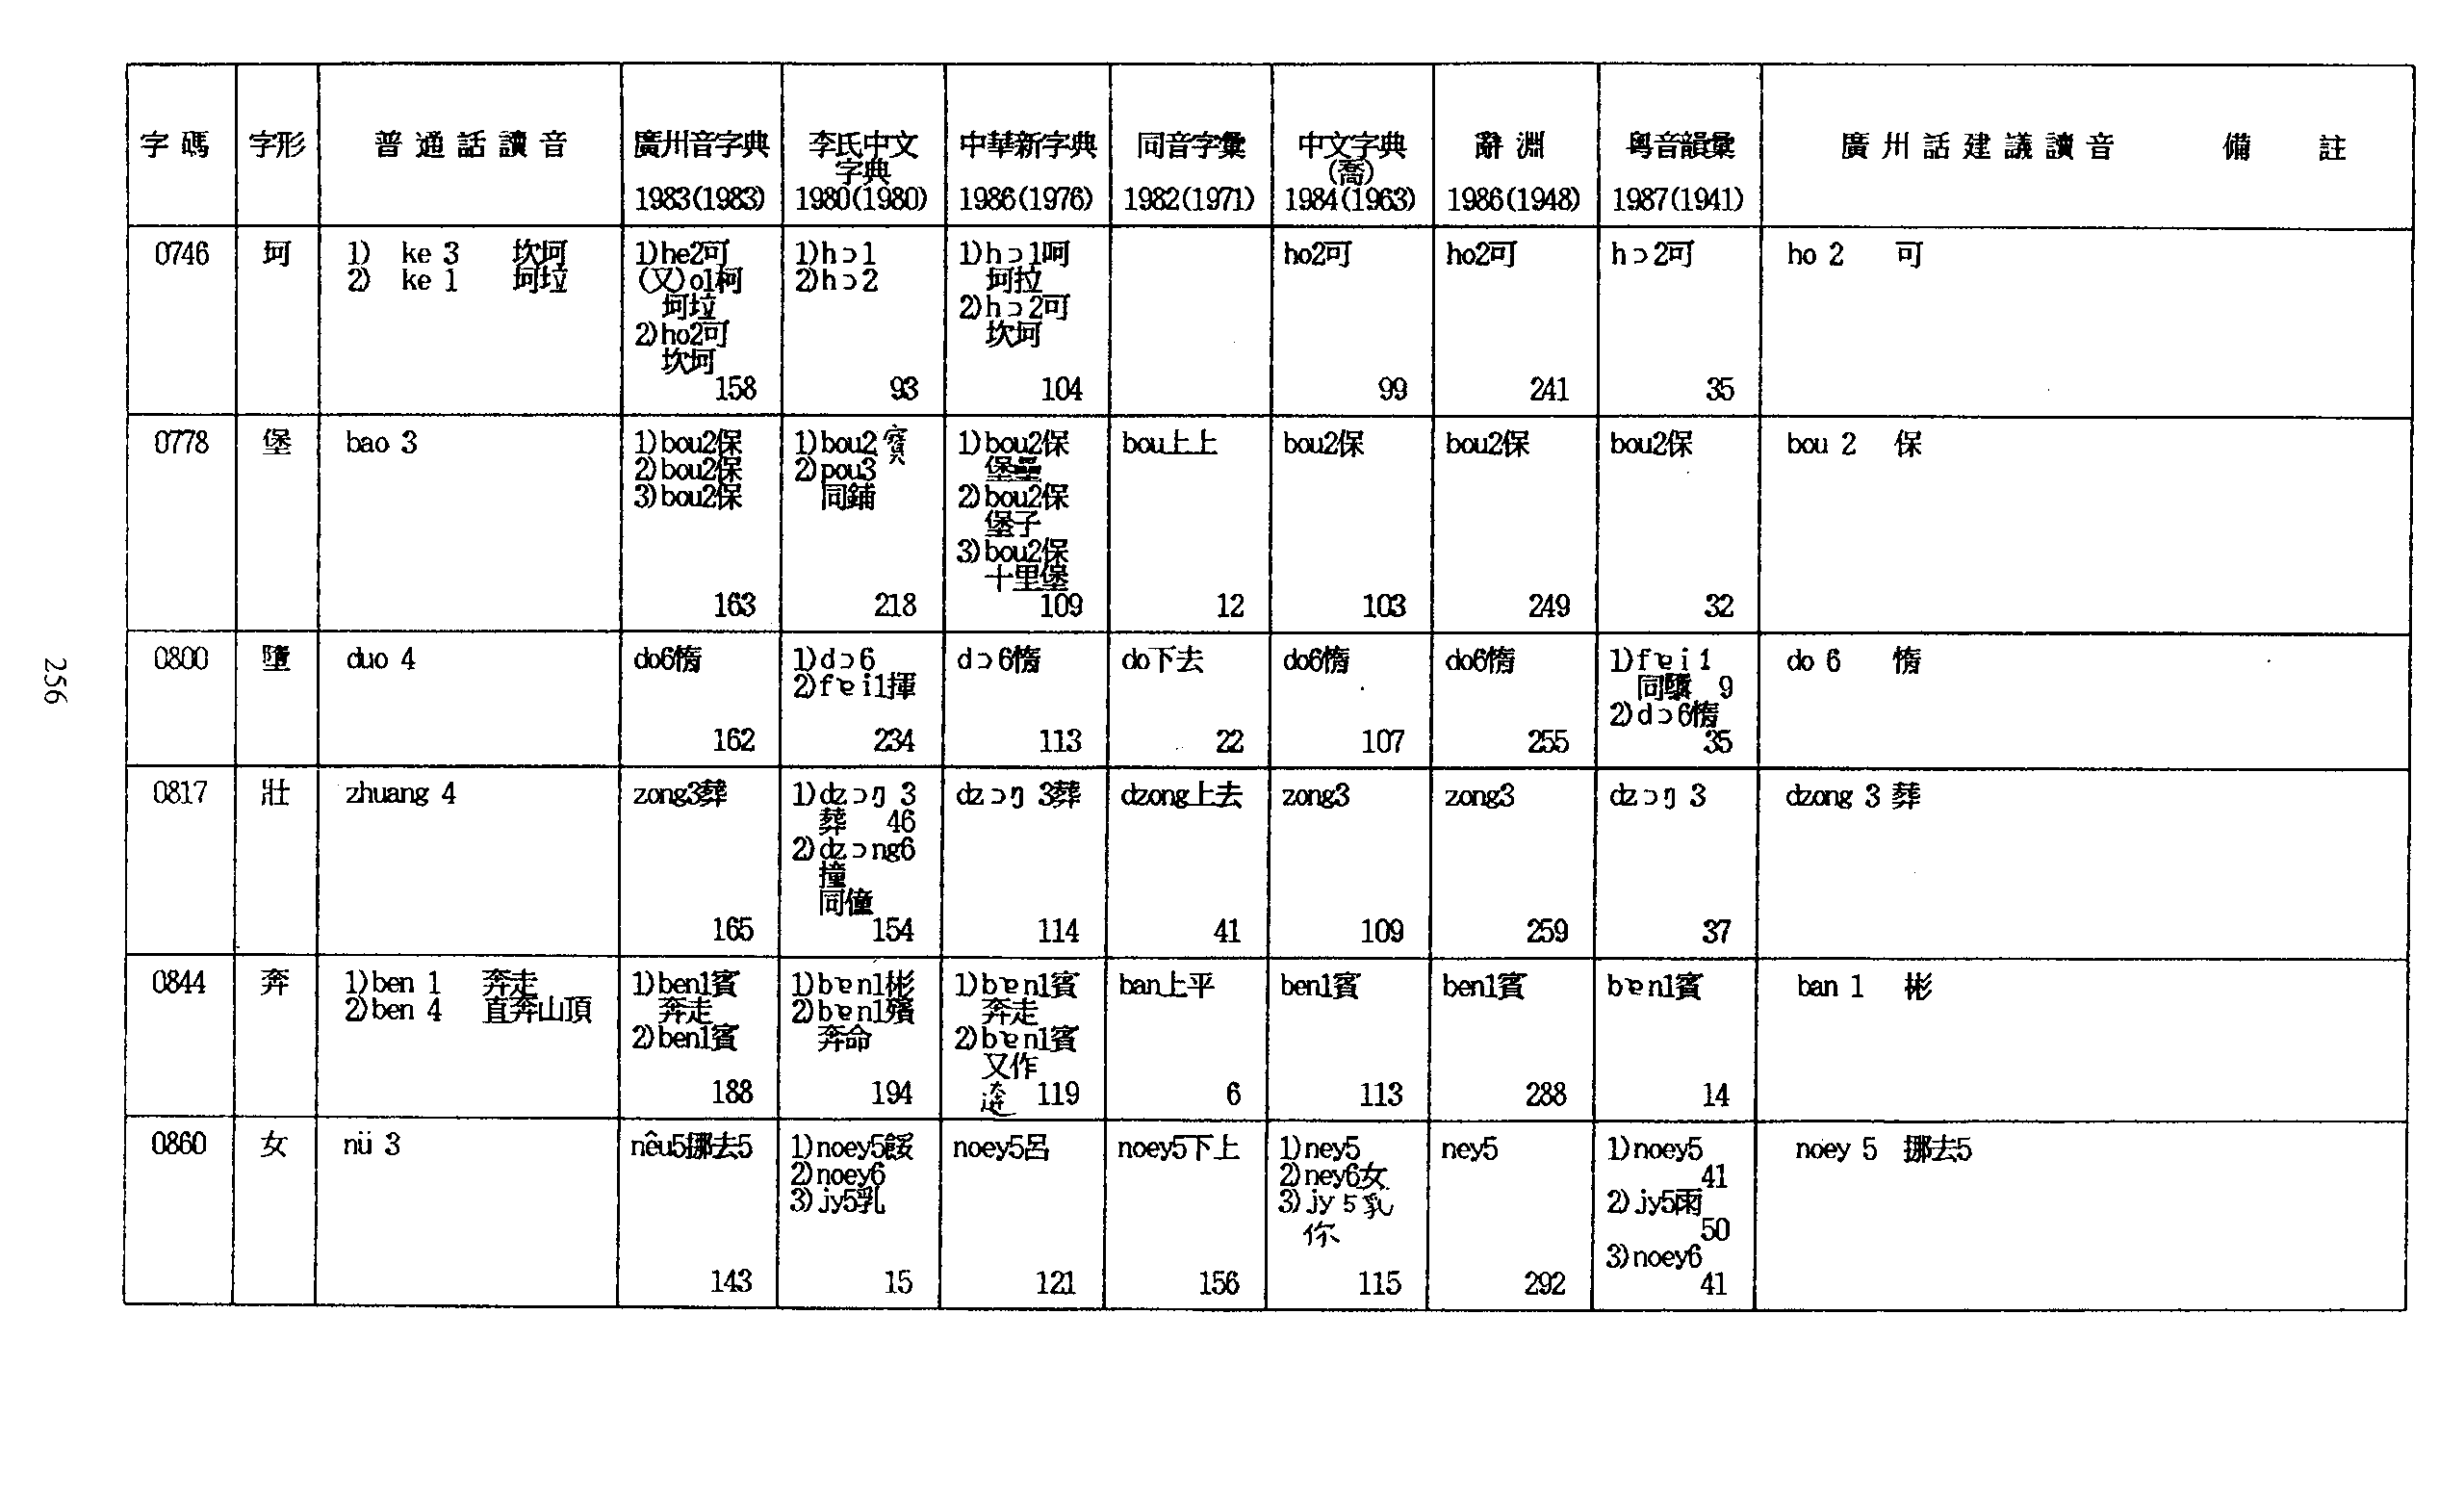 字碼 字形 普通話讀音 廣州音字典 李氏中文字典 中華新字典 同音字彙 中文字典(喬) 辭淵 粵音韻彙 廣州話建議讀音 備註
1983(1983) 1980(1980) 1986(1976) 1982(1971) 1984(1963) 1986(1948) 1987(1941)
0746 坷
1) ke 3 坎坷
2) ke 1 坷垃
1)he2可
(又)o1柯
坷垃
2)ho2可
坎坷
158
1)hɔ1
2)hɔ2
93
1)hɔ1呵
坷拉
2)hɔ2可
坎坷
104
ho2可
99
ho2可
241
hɔ2可
35
ho 2 可
0778 堡
bao 3
1)bou2保
2)bou2保
3)bou2保
163
1)bou2寶
2)pou3
同鋪
218
1)bou2保
堡壘
2)bou2保
堡子
3)bou2保
十里堡
109
bou上上
12
bou2保
103
bou2保
249
bou2保
32
bou 2 保
0800 墮
duo 4
do6惰
162
1)dɔ6
2)fɐi1揮
234
dɔ6惰
113
do下去
22
do6惰
107
do6惰
255
1)fɐi1
同隳 9
2)dɔ6惰
35
do 6 惰
0817 壯
zhuang 4
zong3葬
165
1)dzɔŋ 3
葬 46
2)dzɔng6
撞
同僮
154
dzɔŋ 3葬
114
dzong上去
41
zong3
109
zong3
259
dzɔŋ 3
37
dzong 3 葬
0844 奔
1)ben 1 奔走
2)ben 4 直奔山頂
1)ben1賓
奔走
2)ben1賓
188
1)bɐn1彬
2)bɐn1殯
奔命
194
1)bɐn1賓
奔走
2)bɐn1賓
又作
119
ban上平
6
ben1賓
113
ben1賓
288
bɐn1賓
14
ban 1 彬
0860 女
nü 3
nêu5挪去5
143
1)noey5餒
2)noey6
3)jy5乳
15
noey5呂
121
noey5下上
156
1)ney5
2)ney6女
3)jy5乳
你
115
ney5
292
1)noey5
41
2)jy5雨
50
3)noey6
41
noey 5 挪去5
256